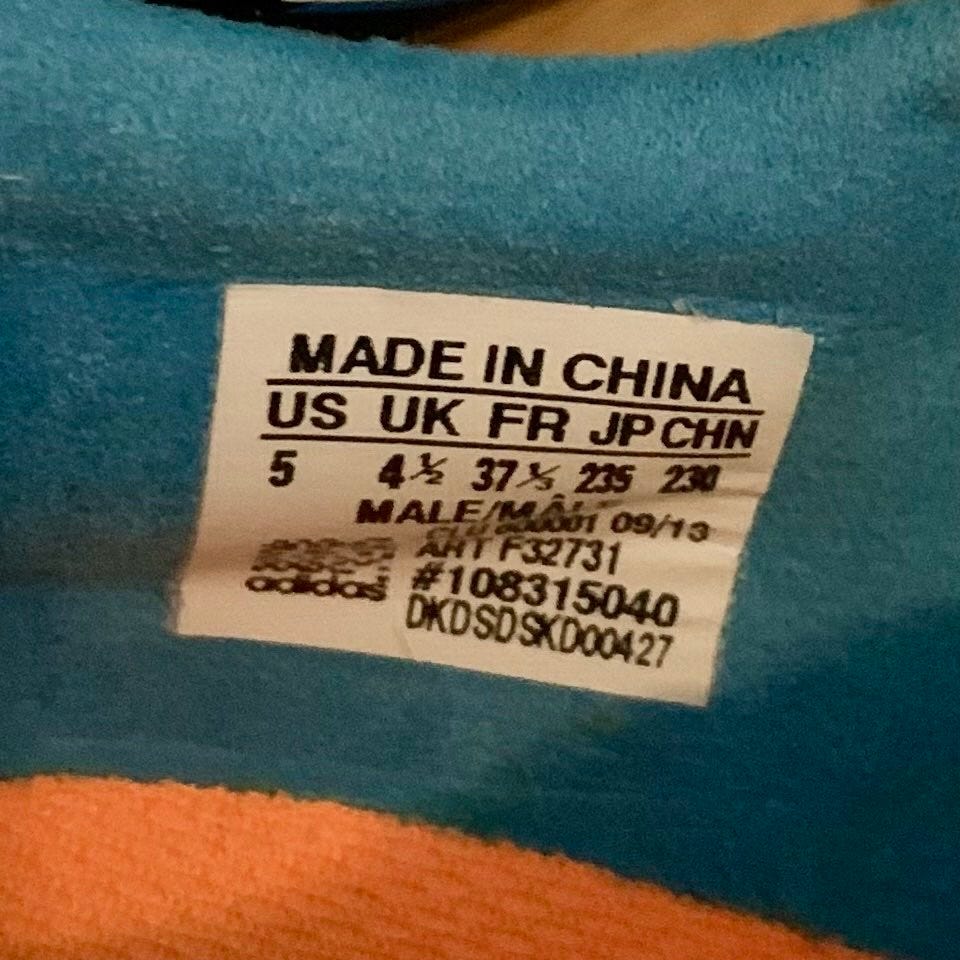 MADE IN CHINA
US UK FR JP CHN
5 4½ 37⅓ 235 230
MALE/MÂLE
09/13
ART F32731
adidas
#108315040
DKDSDSKD00427